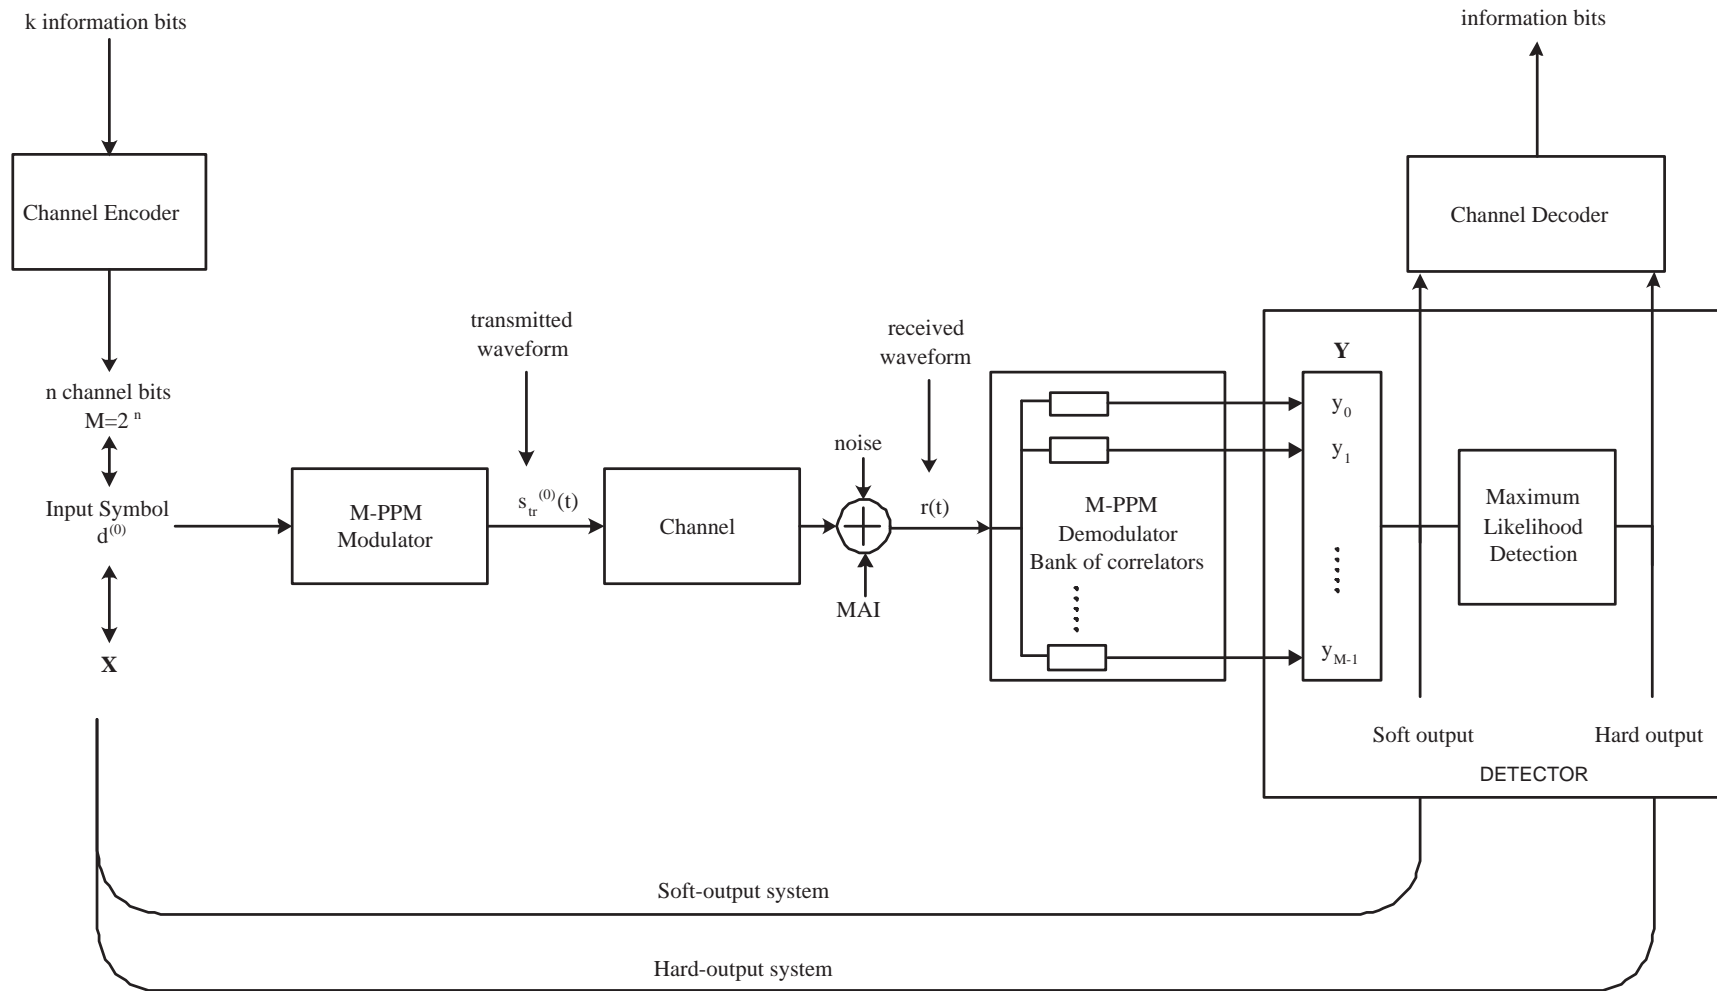 k information bits
information bits
Channel Encoder
Channel Decoder
transmitted
waveform
received
waveform
n channel bits
M=2 n
Input Symbol
d(0)
X
M-PPM
Modulator
str(0)(t)
Channel
noise
MAI
r(t)
M-PPM
Demodulator
Bank of correlators
Y
y0
y1
yM-1
Maximum
Likelihood
Detection
Soft output
Hard output
DETECTOR
Soft-output system
Hard-output system